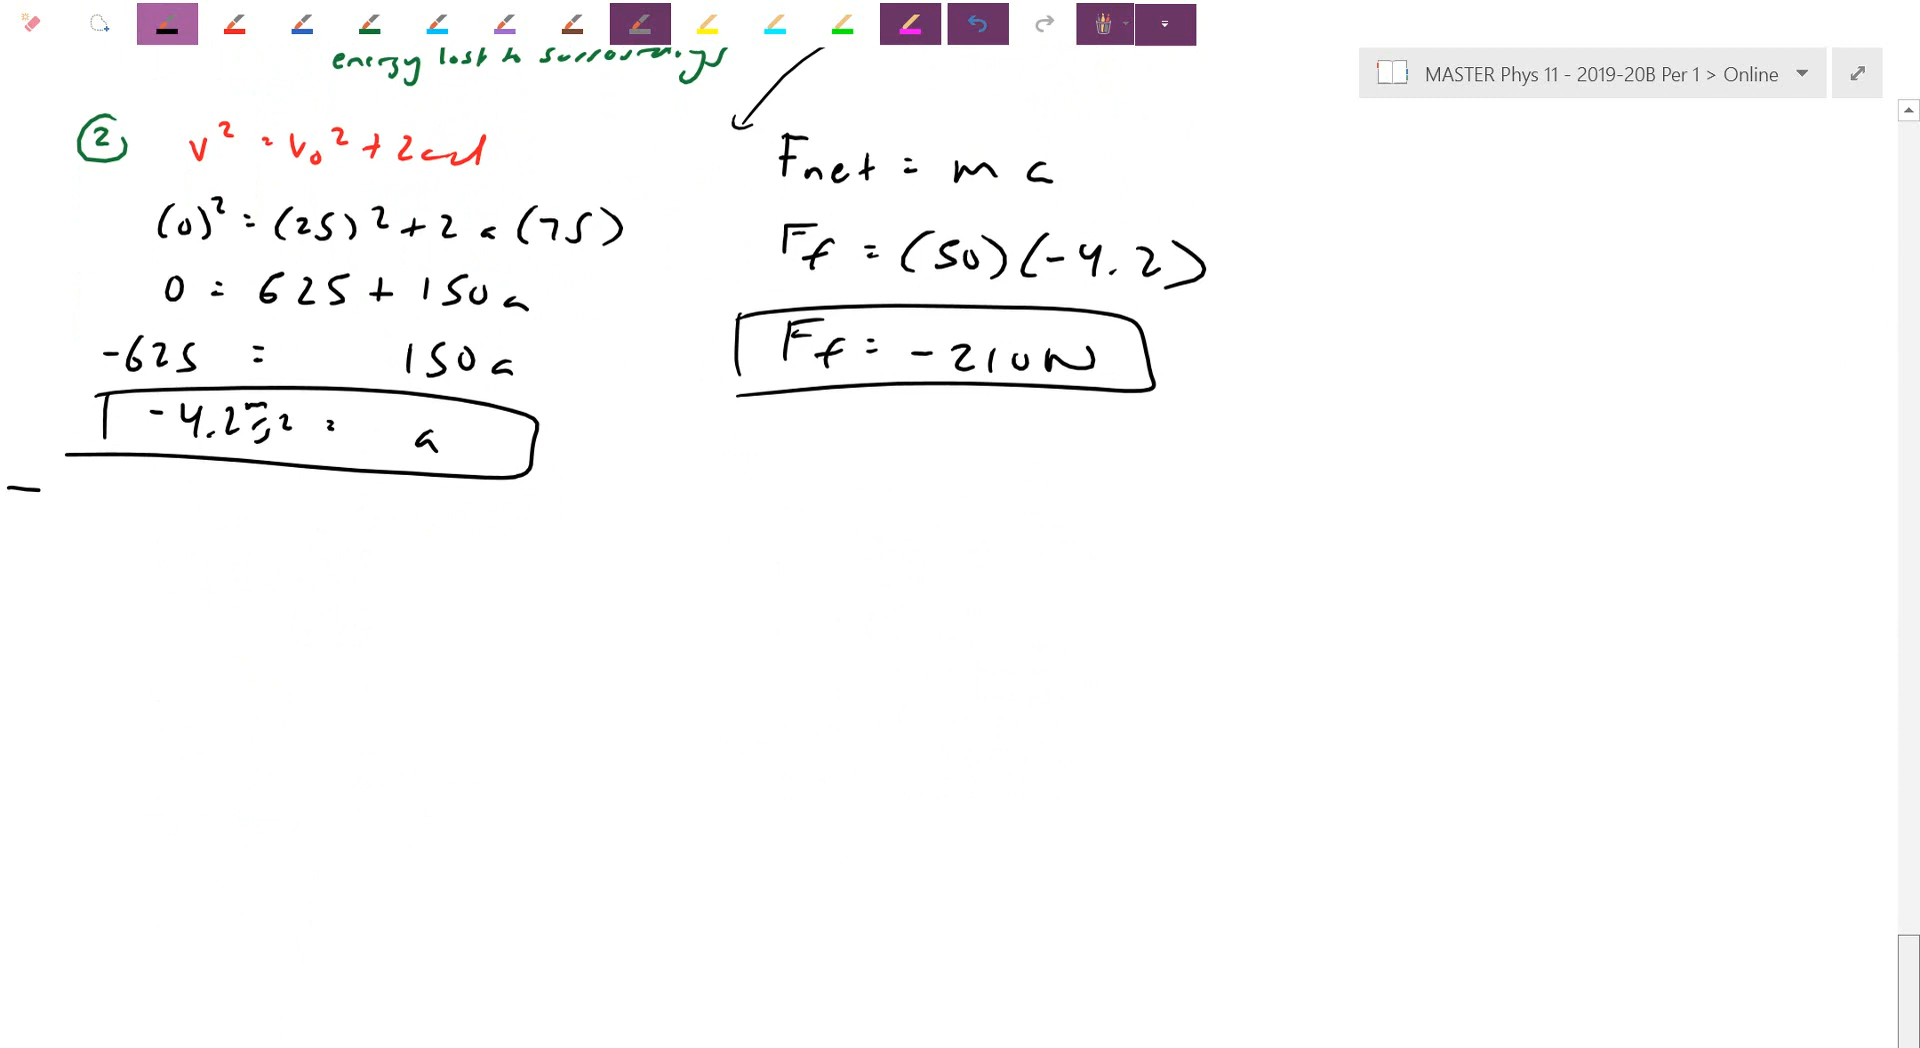 MASTER Phys 11 - 2019-20B Per 1 > Online
energy lost to surroundings
2 v² = v₀² + 2ad
(0)² = (25)² + 2a(75)
0 = 625 + 150a
-625 = 150a
-4.2 m/s² = a
Fnet = ma
Ff = (50)(-4.2)
Ff = -210N